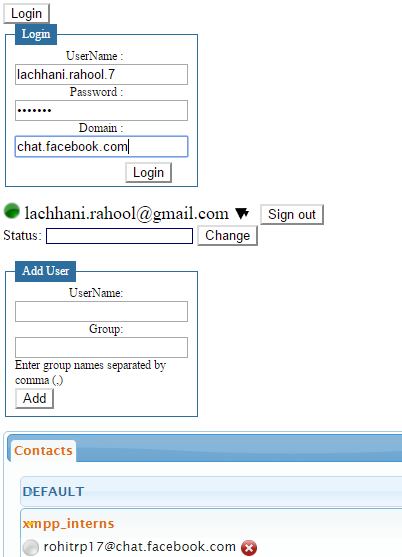 Login
Login
UserName :
lachhani.rahool.7
Password :
•••••••
Domain :
chat.facebook.com
Login
lachhani.rahool@gmail.com Sign out
Status: Change
Add User
UserName:
Group:
Enter group names separated by
comma (,)
Add
Contacts
DEFAULT
xmpp_interns
rohitrp17@chat.facebook.com